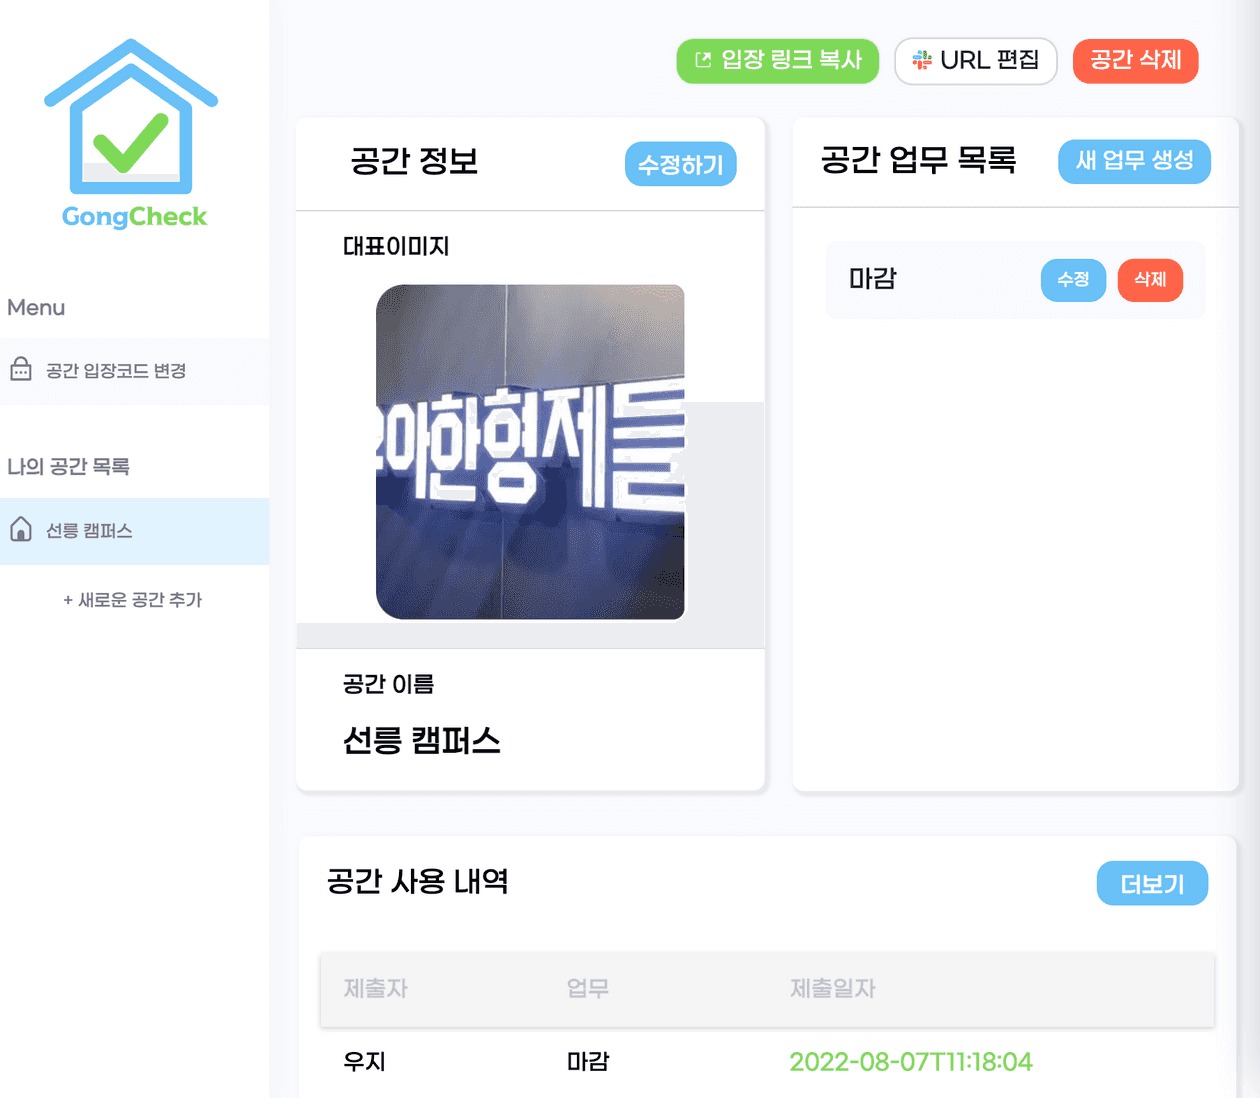 GongCheck
Menu
공간 입장코드 변경
나의 공간 목록
선릉 캠퍼스
+ 새로운 공간 추가
입장 링크 복사
URL 편집
공간 삭제
공간 정보
수정하기
대표이미지
아한형제들
공간 이름
선릉 캠퍼스
공간 업무 목록
새 업무 생성
마감
수정
삭제
공간 사용 내역
더보기
제출자 업무 제출일자
우지 마감 2022-08-07T11:18:04